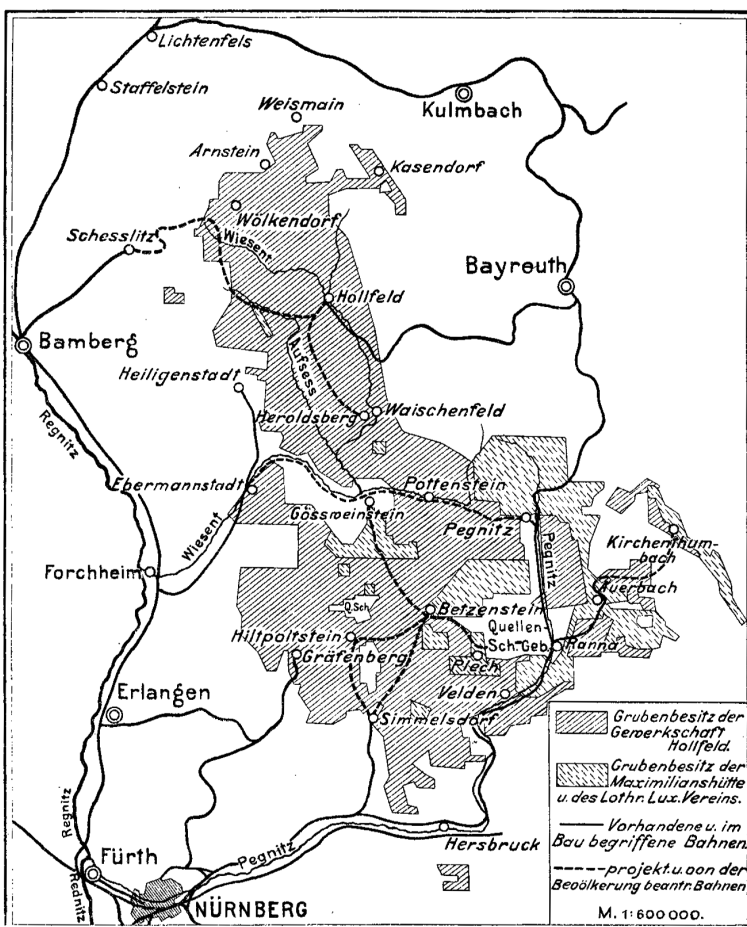 Lichtenfels
Staffelstein
Weismain
Kulmbach
Arnstein
Kasendorf
Wölkendorf
Schesslitz
Wiesent
Bayreuth
Hollfeld
Bamberg
Aufsess
Heiligenstadt
Regnitz
Heroldsberg
Waischenfeld
Ebermannstadt
Pottenstein
Gössweinstein
Pegnitz
Pegnitz
Kirchenthum-
bach
Wiesent
Forchheim
Auerbach
Q.Sch.
Betzenstein
Quellen-
Sch.-Geb.
Hiltpoltstein
Gräfenberg
Plech
Ranna
Velden
Erlangen
Simmelsdorf
Regnitz
Hersbruck
Pegnitz
Fürth
Rednitz
NÜRNBERG
Grubenbesitz der
Gewerkschaft
Hollfeld.
Grubenbesitz der
Maximilianshütte
u. des Lothr. Lux. Vereins.
Vorhandene u. im
Bau begriffene Bahnen.
projekt. u. von der
Bevölkerung beantr. Bahnen
M. 1:600 000.